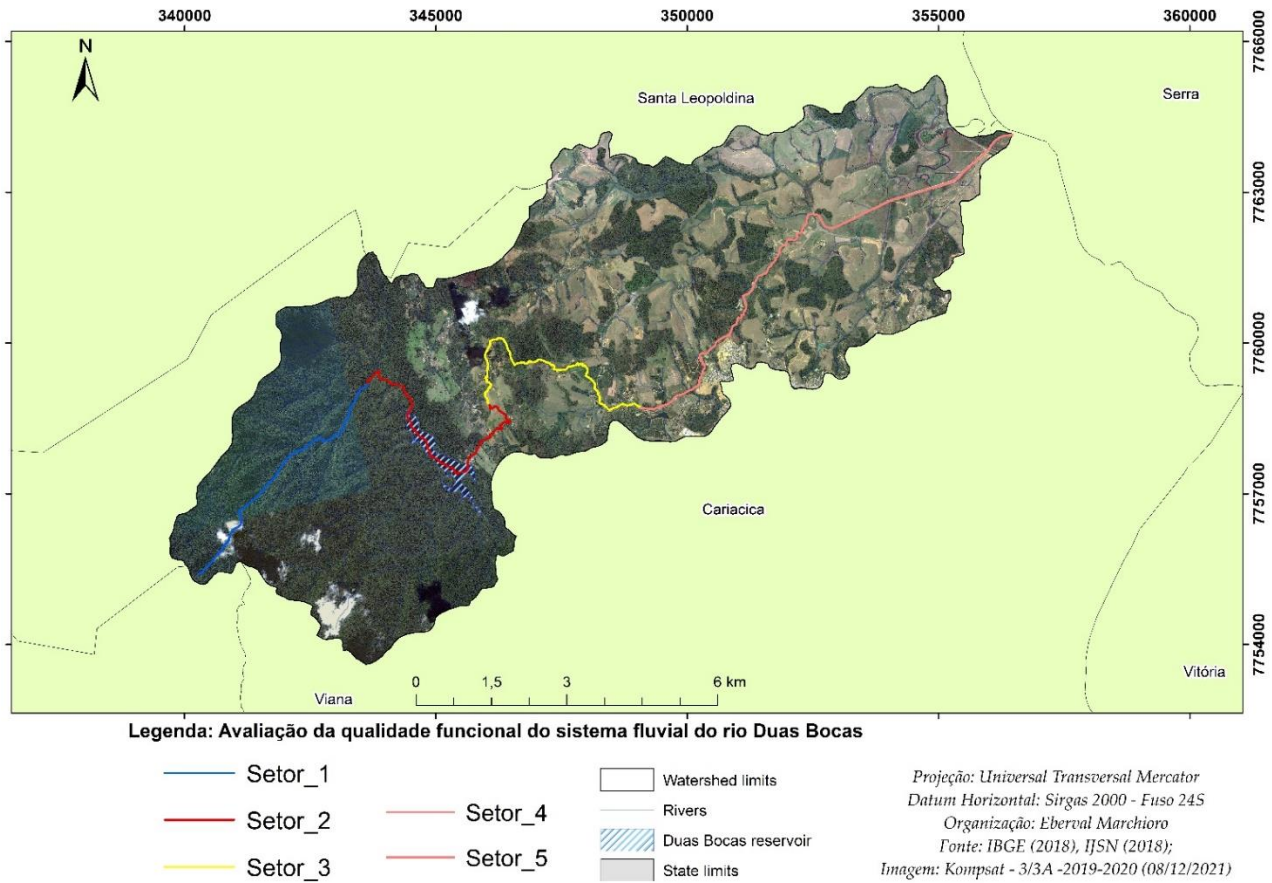 340000 345000 350000 355000 360000
N
7766000
Santa Leopoldina
Serra
7763000
7760000
7757000
Cariacica
7754000
Viana
Vitória
0 1,5 3 6 km
Legenda: Avaliação da qualidade funcional do sistema fluvial do rio Duas Bocas
Setor_1
Setor_2
Setor_3
Setor_4
Setor_5
Watershed limits
Rivers
Duas Bocas reservoir
State limits
Projeção: Universal Transversal Mercator
Datum Horizontal: Sirgas 2000 - Fuso 24S
Organização: Eberval Marchioro
Fonte: IBGE (2018), IJSN (2018);
Imagem: Kompsat - 3/3A -2019-2020 (08/12/2021)